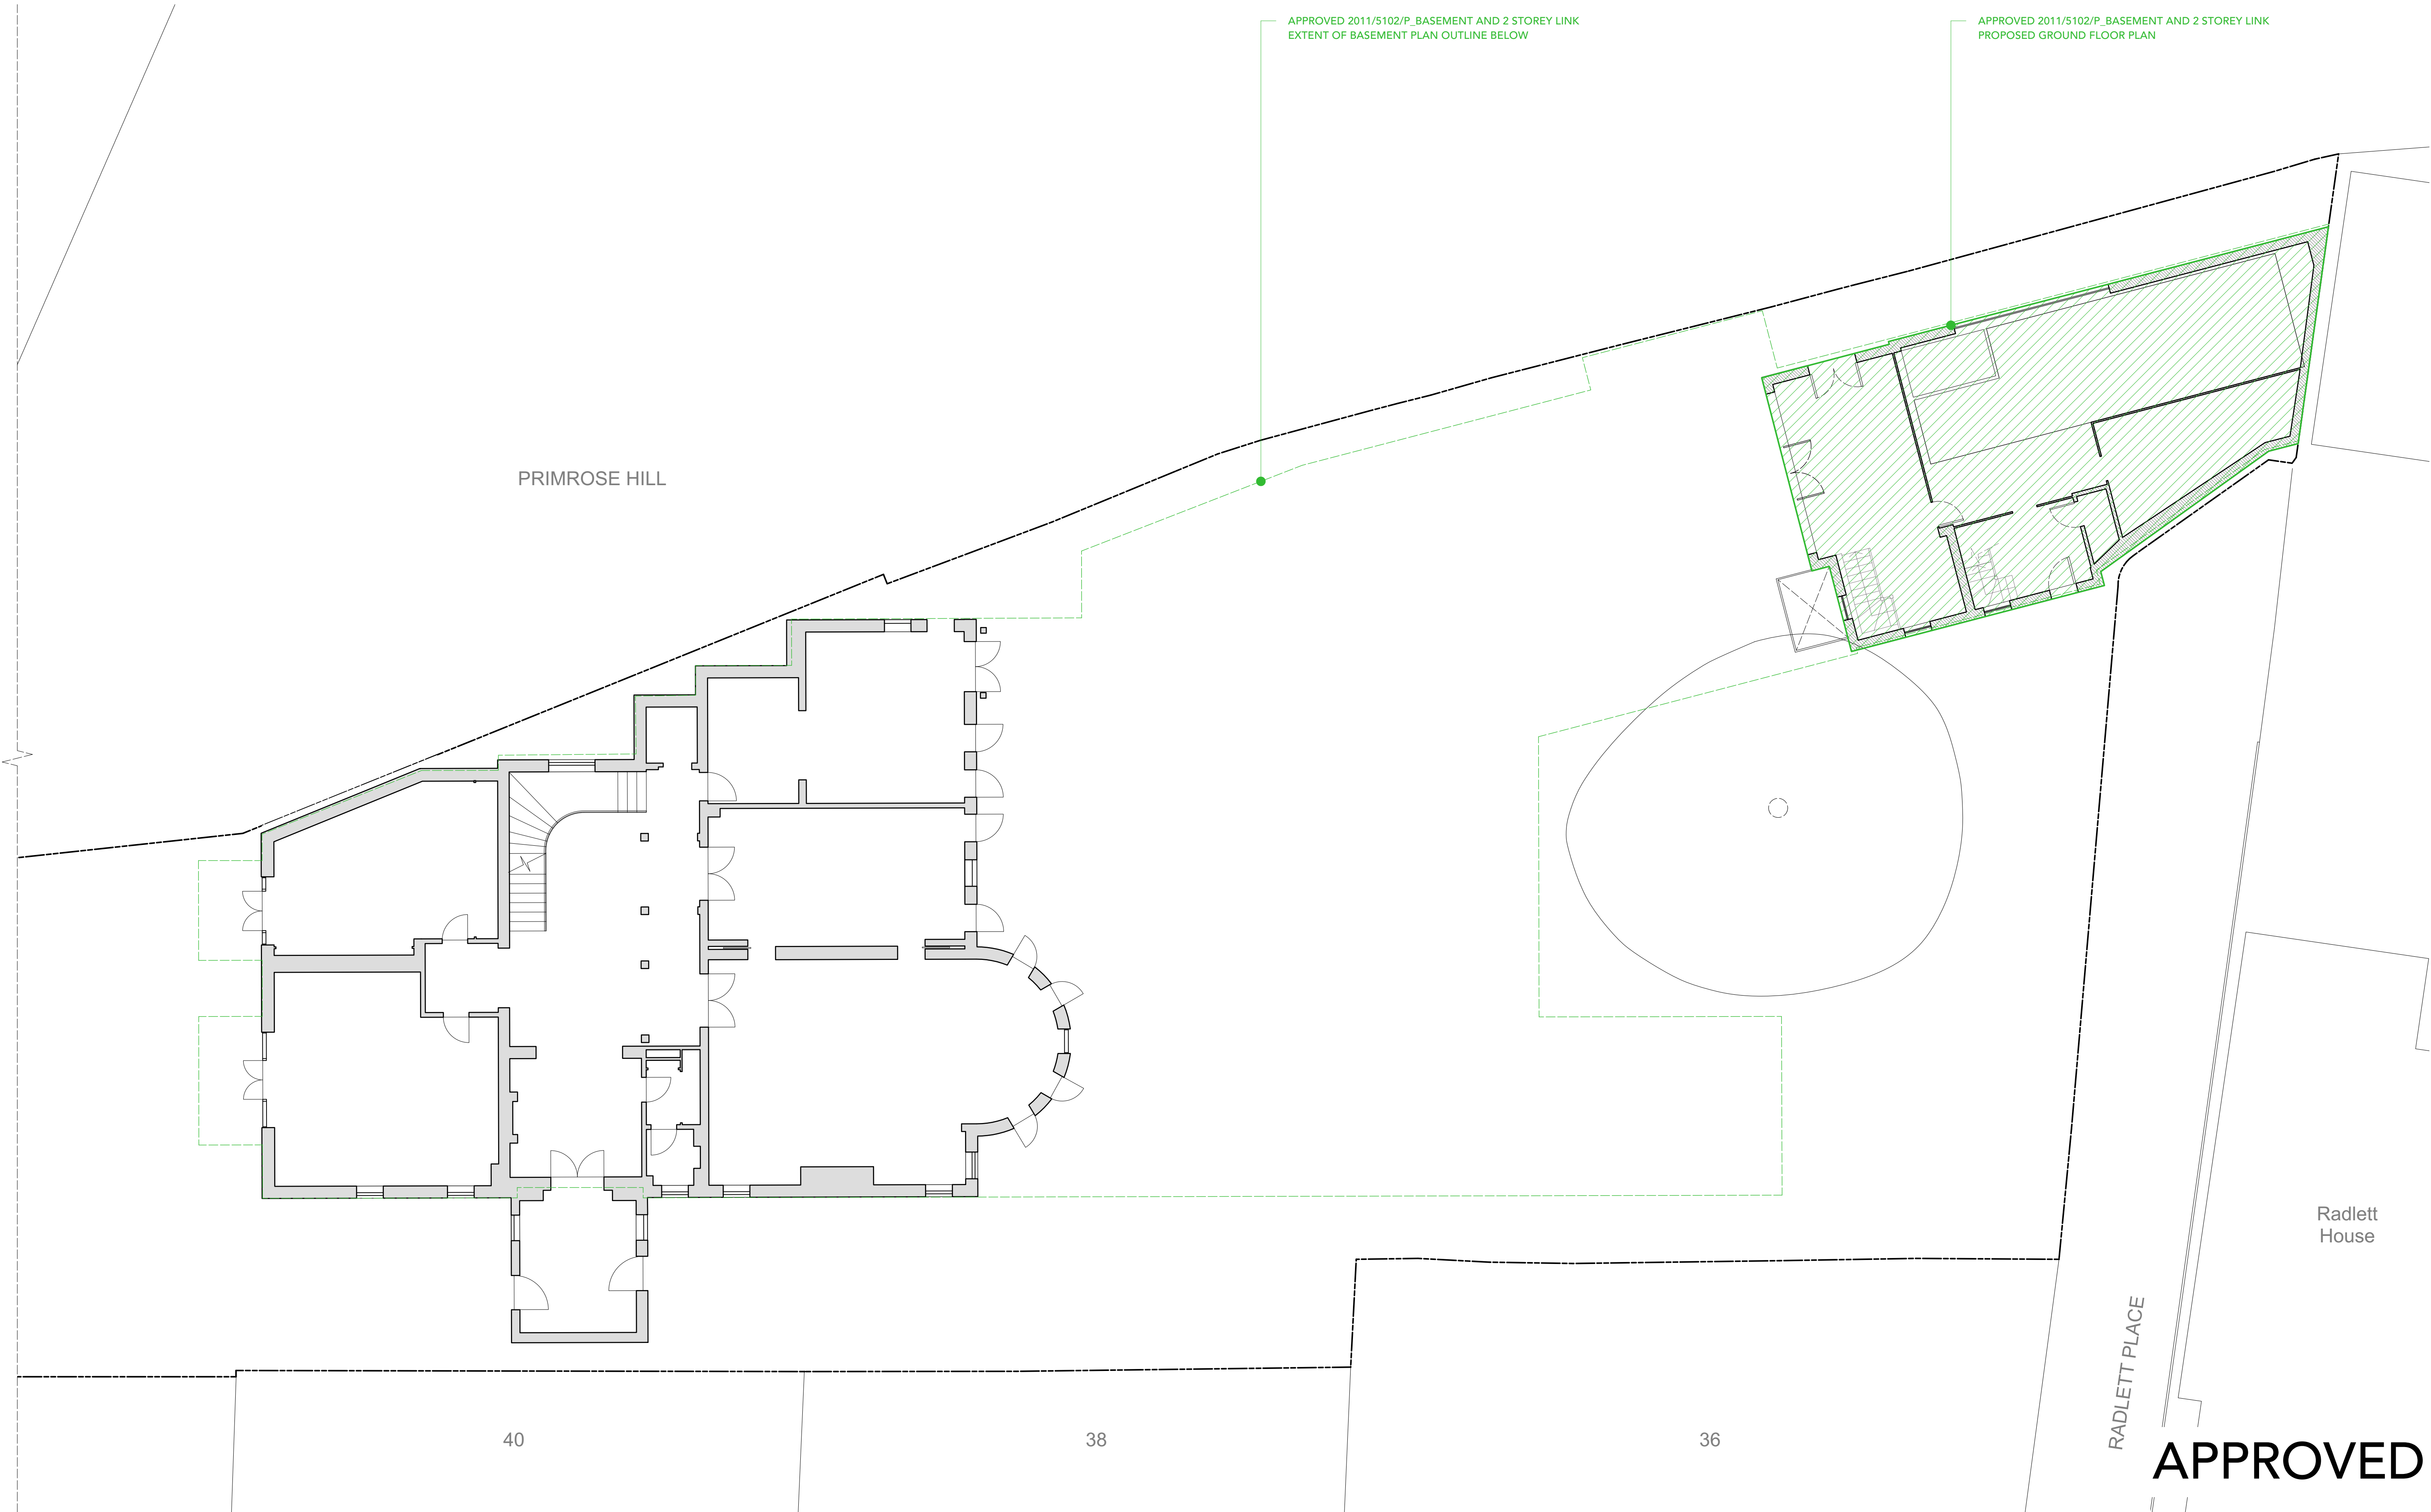 APPROVED 2011/5102/P_BASEMENT AND 2 STOREY LINK
EXTENT OF BASEMENT PLAN OUTLINE BELOW
APPROVED 2011/5102/P_BASEMENT AND 2 STOREY LINK
PROPOSED GROUND FLOOR PLAN
PRIMROSE HILL
Radlett
House
RADLETT PLACE
40
38
36
APPROVED